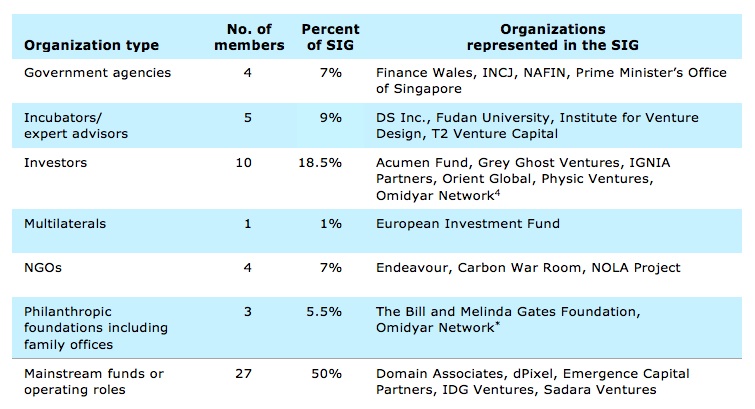 Organization type No. of members Percent of SIG Organizations represented in the SIG
Government agencies 4 7% Finance Wales, INCJ, NAFIN, Prime Minister’s Office
of Singapore
Incubators/ 5 9% DS Inc., Fudan University, Institute for Venture
expert advisors Design, T2 Venture Capital
Investors 10 18.5% Acumen Fund, Grey Ghost Ventures, IGNIA
Partners, Orient Global, Physic Ventures,
Omidyar Network⁴
Multilaterals 1 1% European Investment Fund
NGOs 4 7% Endeavour, Carbon War Room, NOLA Project
Philanthropic 3 5.5% The Bill and Melinda Gates Foundation,
foundations including Omidyar Network*
family offices
Mainstream funds or 27 50% Domain Associates, dPixel, Emergence Capital
operating roles Partners, IDG Ventures, Sadara Ventures